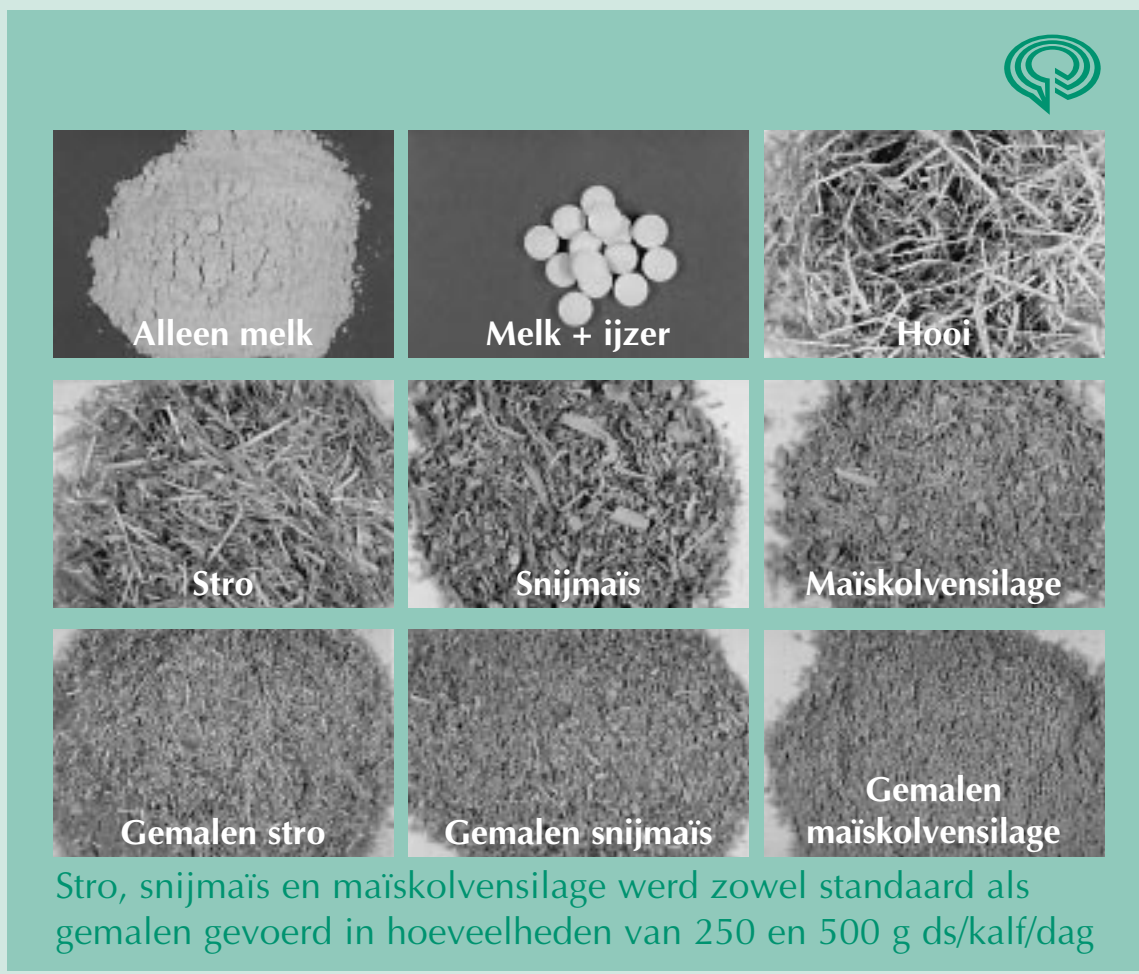 Alleen melk
Melk + ijzer
Hooi
Stro
Snijmaïs
Maïskolvensilage
Gemalen stro
Gemalen snijmaïs
Gemalen
maïskolvensilage
Stro, snijmaïs en maïskolvensilage werd zowel standaard als
gemalen gevoerd in hoeveelheden van 250 en 500 g ds/kalf/dag